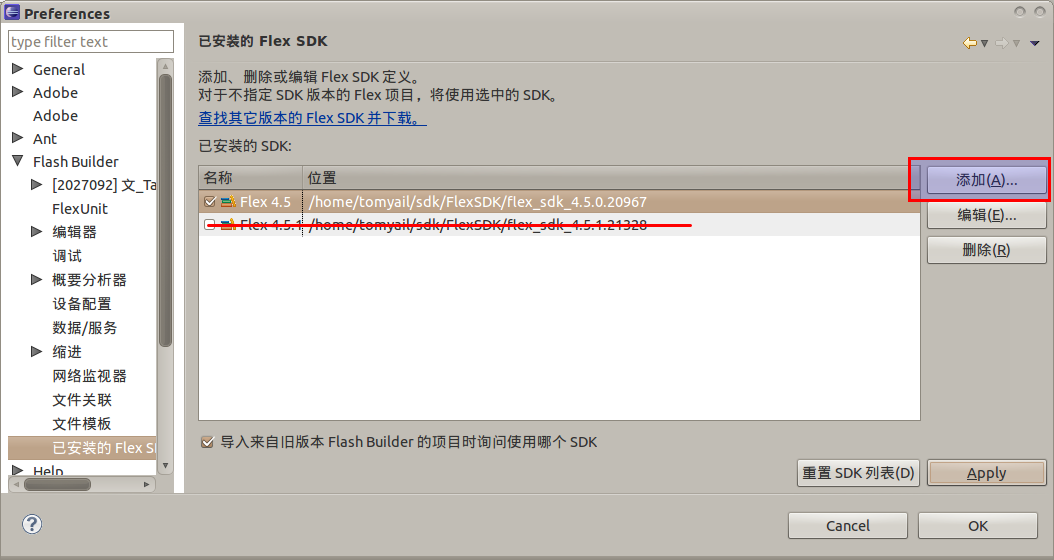 Preferences
type filter text
General
Adobe
Adobe
Ant
Flash Builder
[2027092] 文_Ta
FlexUnit
编辑器
调试
概要分析器
设备配置
数据/服务
缩进
网络监视器
文件关联
文件模板
已安装的 Flex S
Help
已安装的 Flex SDK
添加、删除或编辑 Flex SDK 定义。
对于不指定 SDK 版本的 Flex 项目，将使用选中的 SDK。
查找其它版本的 Flex SDK 并下载。
已安装的 SDK:
名称 位置
Flex 4.5 /home/tomyail/sdk/FlexSDK/flex_sdk_4.5.0.20967
Flex 4.5.1 /home/tomyail/sdk/FlexSDK/flex_sdk_4.5.1.21328
添加(A)...
编辑(E)...
删除(R)
导入来自旧版本 Flash Builder 的项目时询问使用哪个 SDK
重置 SDK 列表(D) Apply
Cancel OK